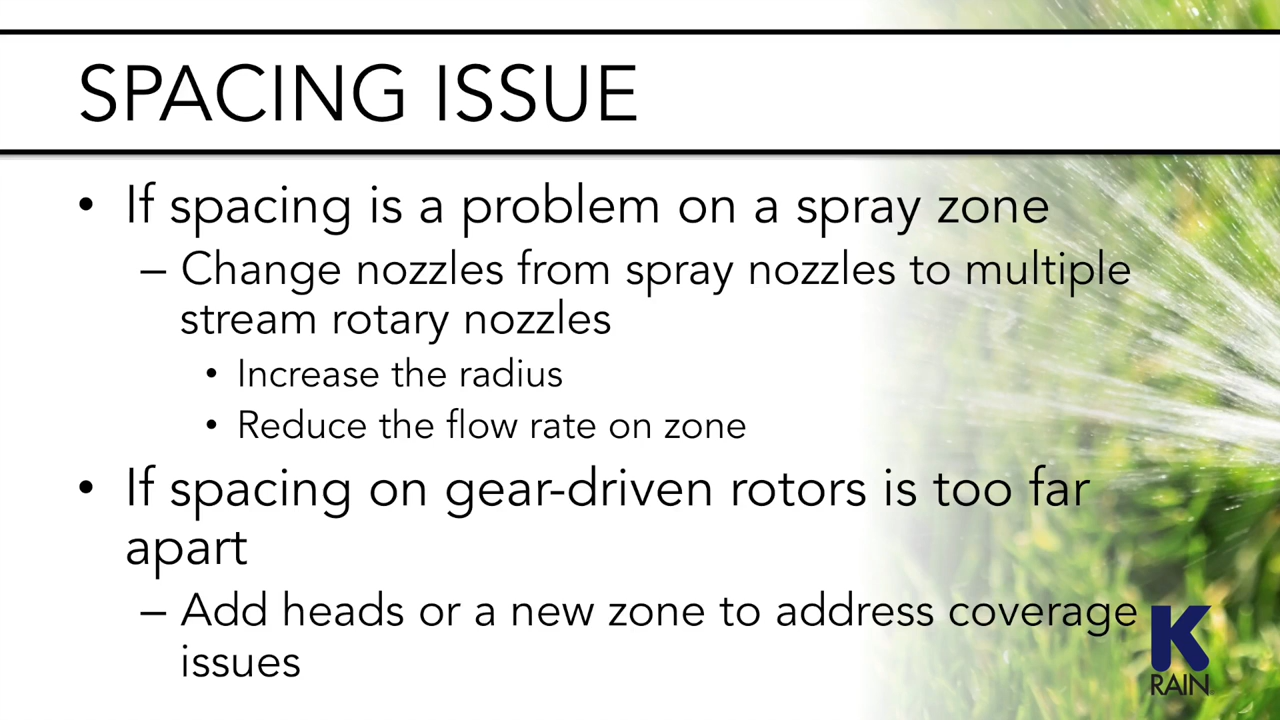 SPACING ISSUE
• If spacing is a problem on a spray zone
– Change nozzles from spray nozzles to multiple
stream rotary nozzles
• Increase the radius
• Reduce the flow rate on zone
• If spacing on gear-driven rotors is too far
apart
– Add heads or a new zone to address coverage
issues
K
RAIN